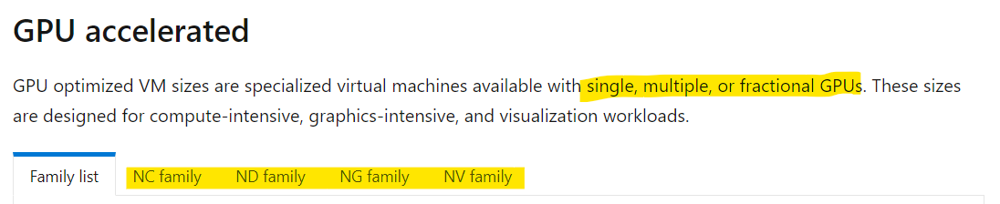 GPU accelerated
GPU optimized VM sizes are specialized virtual machines available with single, multiple, or fractional GPUs. These sizes
are designed for compute-intensive, graphics-intensive, and visualization workloads.
Family list NC family ND family NG family NV family